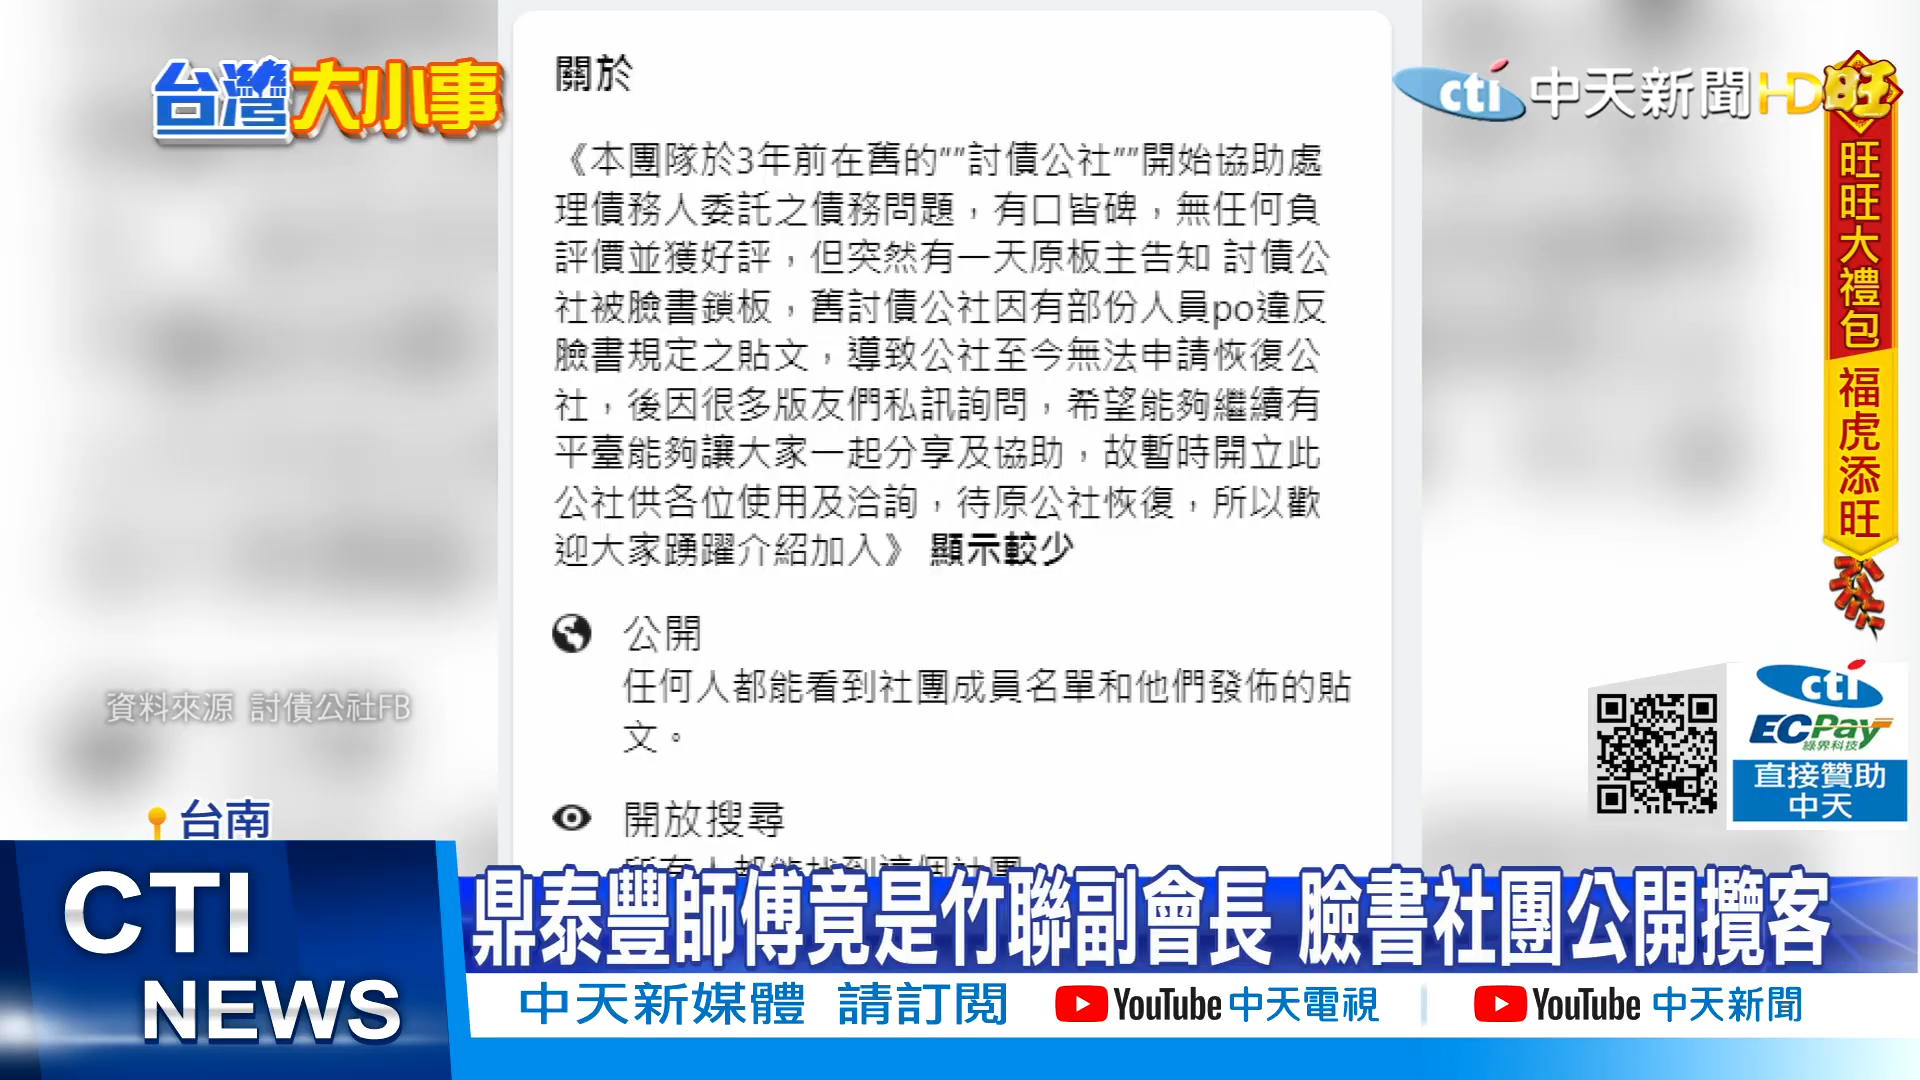 台灣大小事
關於
《本團隊於3年前在舊的””討債公社””開始協助處
理債務人委託之債務問題，有口皆碑，無任何負
評價並獲好評，但突然有一天原板主告知 討債公
社被臉書鎖板，舊討債公社因有部份人員po違反
臉書規定之貼文，導致公社至今無法申請恢復公
社，後因很多版友們私訊詢問，希望能夠繼續有
平臺能夠讓大家一起分享及協助，故暫時開立此
公社供各位使用及洽詢，待原公社恢復，所以歡
迎大家踴躍介紹加入》 顯示較少
公開
任何人都能看到社團成員名單和他們發佈的貼
文。
開放搜尋
所有人都能找到這個社團
cti 中天新聞HD
旺
旺旺大禮包
福虎添旺
資料來源 討債公社FB
台南
cti
ECPay
綠界科技
直接贊助
中天
CTI
NEWS
鼎泰豐師傅竟是竹聯副會長 臉書社團公開攬客
中天新媒體 請訂閱 YouTube 中天電視 YouTube 中天新聞